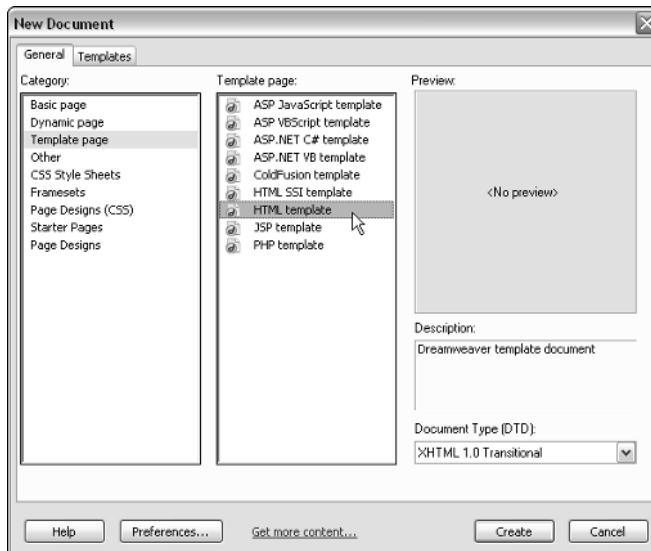 New Document
General
Templates
Category:
Basic page
Dynamic page
Template page
Other
CSS Style Sheets
Framesets
Page Designs (CSS)
Starter Pages
Page Designs
Template page:
ASP JavaScript template
ASP VBScript template
ASP.NET C# template
ASP.NET VB template
ColdFusion template
HTML SSI template
HTML template
JSP template
PHP template
Preview:
<No preview>
Description:
Dreamweaver template document
Document Type (DTD):
XHTML 1.0 Transitional
Help
Preferences...
Get more content...
Create
Cancel